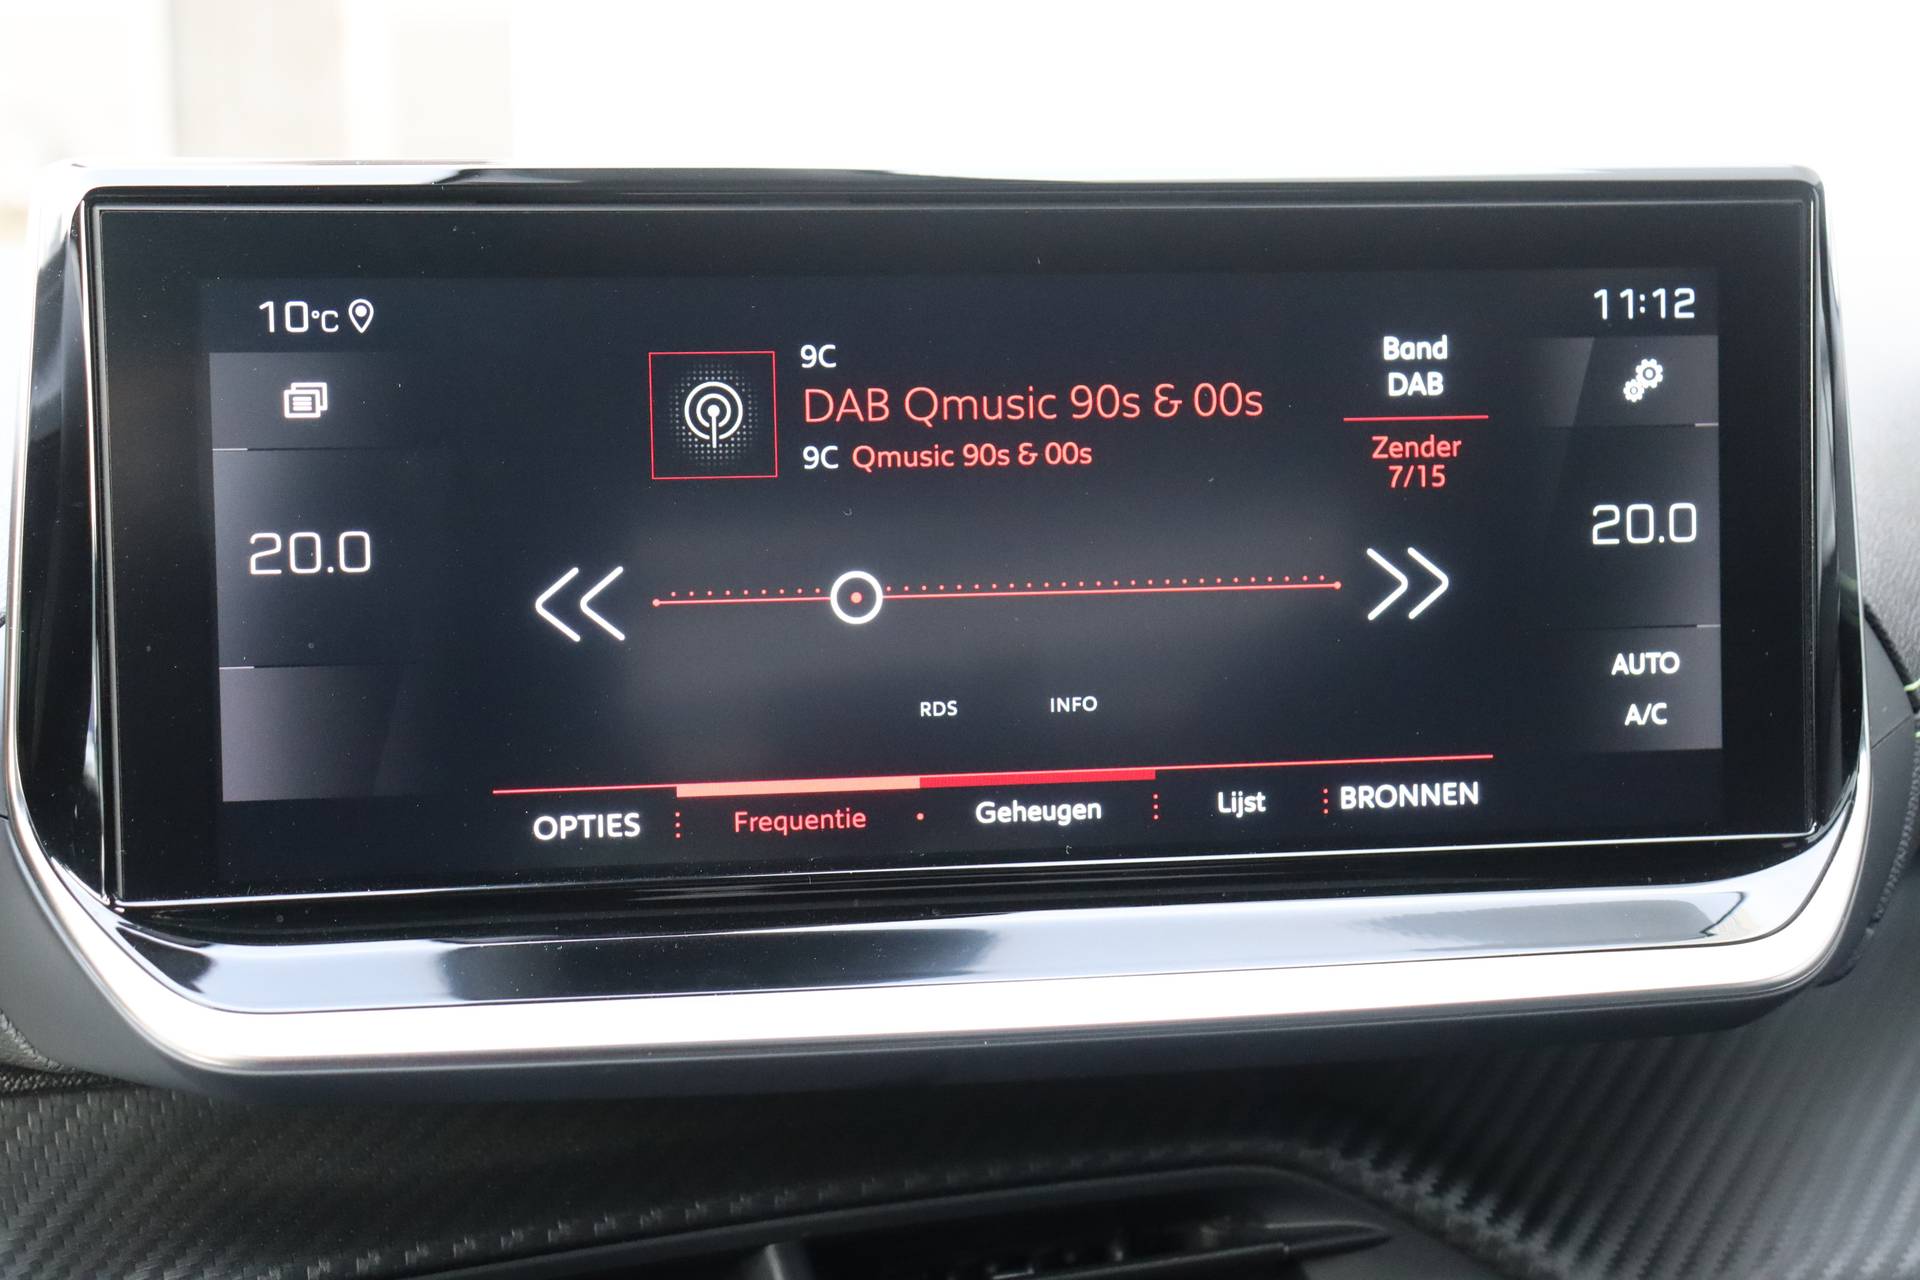 10°C
11:12
9C
DAB Qmusic 90s & 00s
9C Qmusic 90s & 00s
Band
DAB
Zender
7/15
20.0
20.0
AUTO
A/C
RDS INFO
OPTIES Frequentie Geheugen Lijst BRONNEN